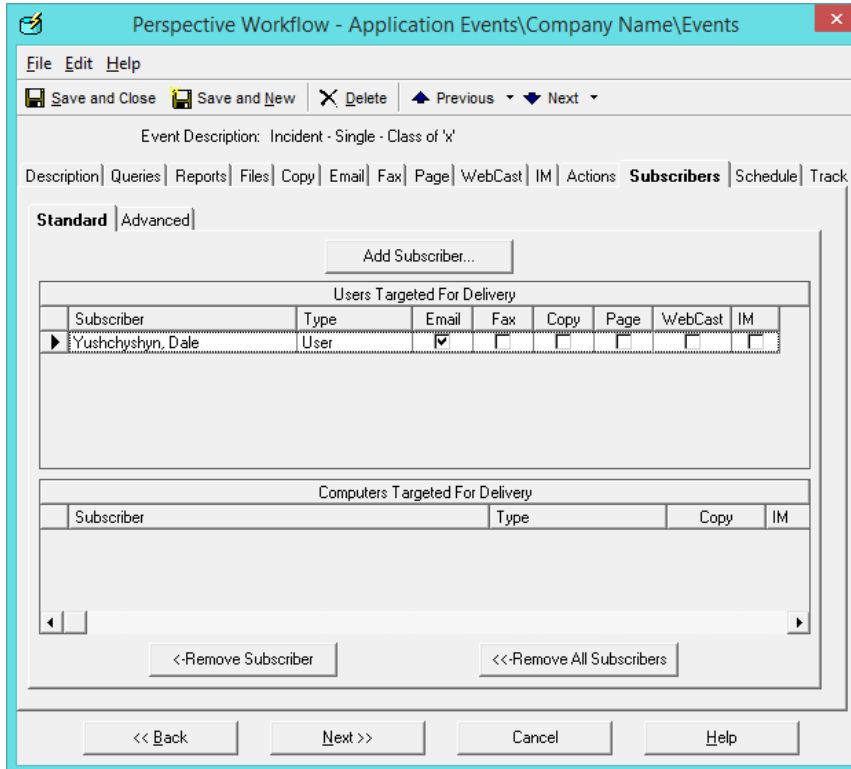 Perspective Workflow - Application Events\Company Name\Events
File Edit Help
Save and Close Save and New Delete Previous Next
Event Description: Incident - Single - Class of 'x'
Description Queries Reports Files Copy Email Fax Page WebCast IM Actions Subscribers Schedule Track
Standard Advanced
Add Subscriber...
Users Targeted For Delivery
Subscriber Type Email Fax Copy Page WebCast IM
Yushchyshyn, Dale User
Computers Targeted For Delivery
Subscriber Type Copy IM
<-Remove Subscriber <<-Remove All Subscribers
<< Back Next >> Cancel Help